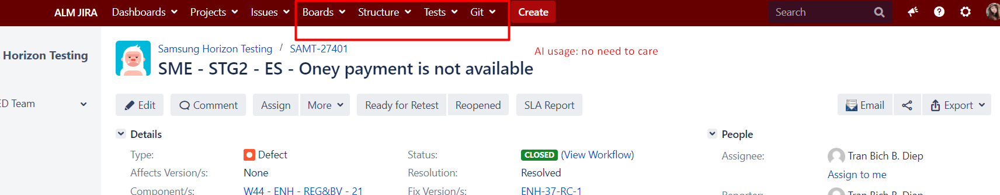 ALM JIRA Dashboards Projects Issues Boards Structure Tests Git Create Search
Horizon Testing
Samsung Horizon Testing / SAMT-27401
AI usage: no need to care
SME - STG2 - ES - Oney payment is not available
ED Team
Edit Comment Assign More Ready for Retest Reopened SLA Report Email Export
Details People
Type: Defect Status: CLOSED (View Workflow) Assignee: Tran Bich B. Diep
Affects Version/s: None Resolution: Resolved Assign to me
Component/s: W44 - ENH - REG&BV - 21 Fix Version/s: ENH-37-RC-1 Reporter: Tran Bich B. Diep